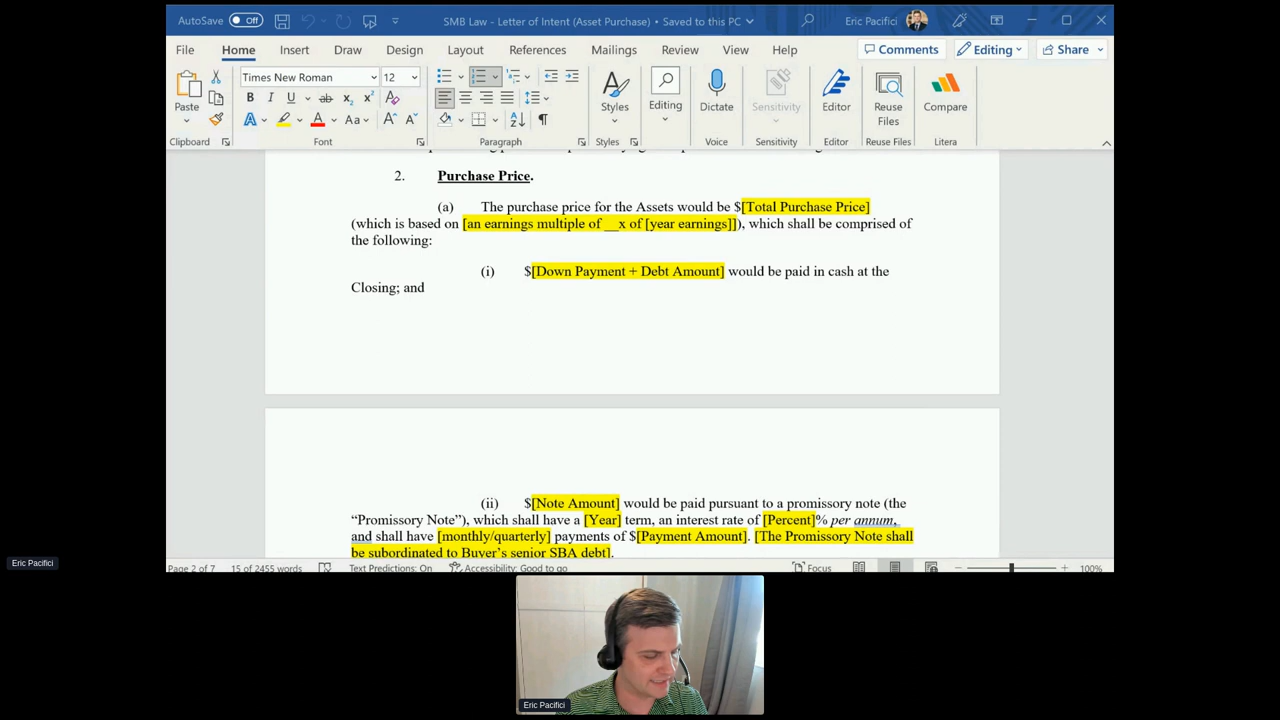 AutoSave Off SMB Law - Letter of Intent (Asset Purchase) • Saved to this PC Eric Pacifici
File Home Insert Draw Design Layout References Mailings Review View Help Comments Editing Share
Times New Roman 12
Paste Styles Editing Dictate Sensitivity Editor Reuse Files Compare
Clipboard Font Paragraph Styles Voice Sensitivity Editor Reuse Files Litera
2. Purchase Price.
(a) The purchase price for the Assets would be $[Total Purchase Price]
(which is based on [an earnings multiple of __x of [year earnings]]), which shall be comprised of
the following:
(i) $[Down Payment + Debt Amount] would be paid in cash at the
Closing; and
(ii) $[Note Amount] would be paid pursuant to a promissory note (the
“Promissory Note”), which shall have a [Year] term, an interest rate of [Percent]% per annum,
and shall have [monthly/quarterly] payments of $[Payment Amount]. [The Promissory Note shall
be subordinated to Buyer’s senior SBA debt].
Page 2 of 7 15 of 2455 words Text Predictions: On Accessibility: Good to go Focus 100%
Eric Pacifici
Eric Pacifici